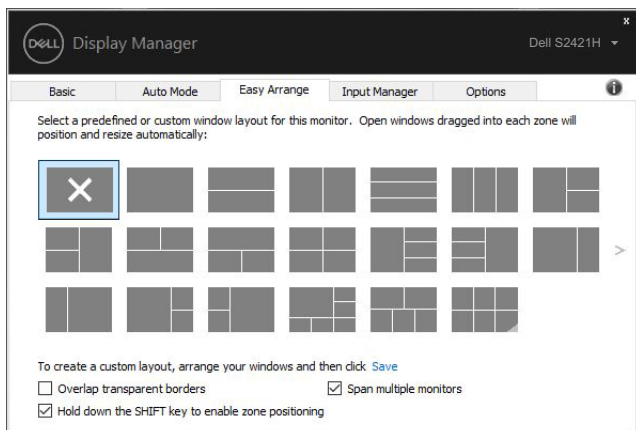 x
DELL Display Manager Dell S2421H
Basic Auto Mode Easy Arrange Input Manager Options i
Select a predefined or custom window layout for this monitor. Open windows dragged into each zone will
position and resize automatically:
>
To create a custom layout, arrange your windows and then click Save
Overlap transparent borders Span multiple monitors
Hold down the SHIFT key to enable zone positioning